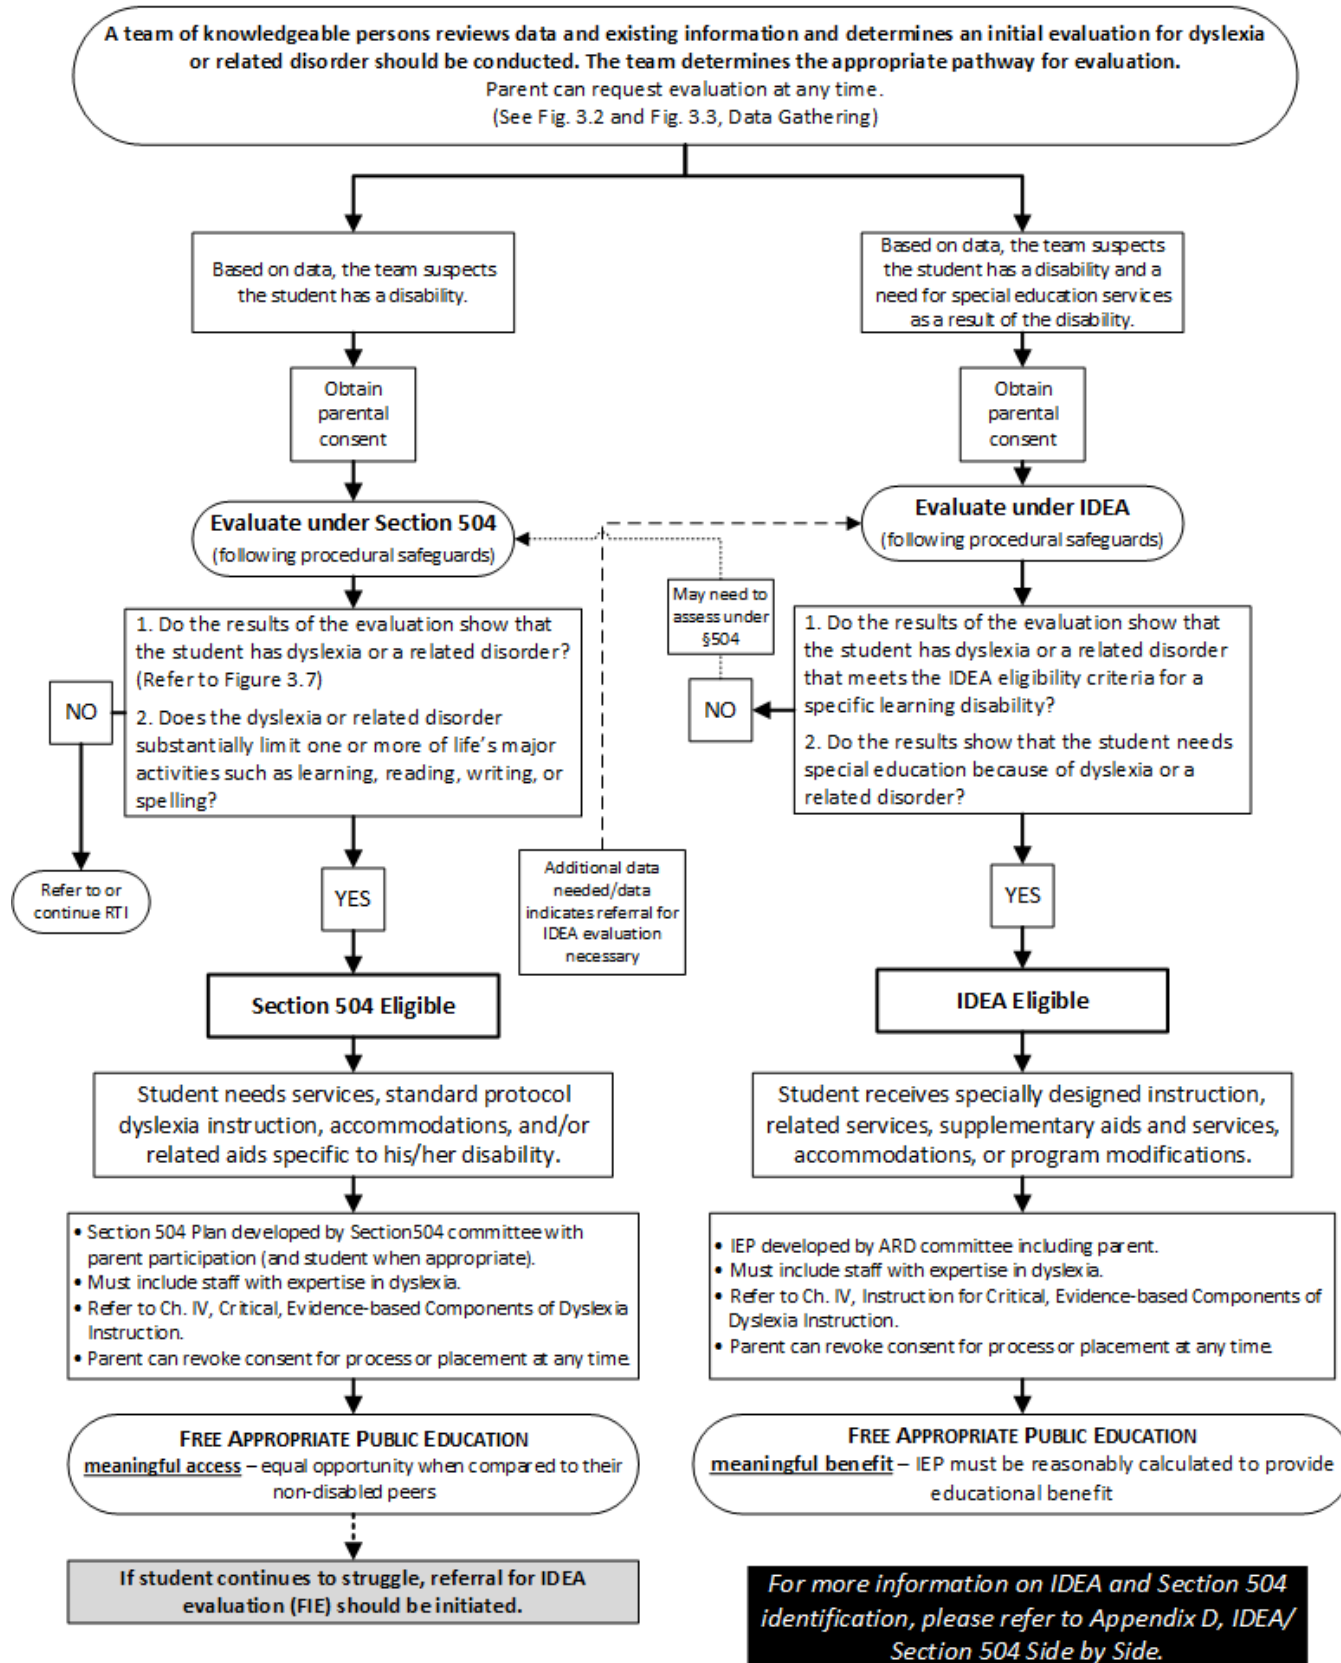 A team of knowledgeable persons reviews data and existing information and determines an initial evaluation for dyslexia
or related disorder should be conducted. The team determines the appropriate pathway for evaluation.
Parent can request evaluation at any time.
(See Fig. 3.2 and Fig. 3.3, Data Gathering)
Based on data, the team suspects
the student has a disability.
Obtain
parental
consent
Evaluate under Section 504
(following procedural safeguards)
1. Do the results of the evaluation show that
the student has dyslexia or a related disorder?
(Refer to Figure 3.7)
2. Does the dyslexia or related disorder
substantially limit one or more of life's major
activities such as learning, reading, writing, or
spelling?
NO
Refer to or
continue RTI
YES
Additional data
needed/data
indicates referral for
IDEA evaluation
necessary
Section 504 Eligible
Student needs services, standard protocol
dyslexia instruction, accommodations, and/or
related aids specific to his/her disability.
• Section 504 Plan developed by Section504 committee with
parent participation (and student when appropriate).
• Must include staff with expertise in dyslexia.
• Refer to Ch. IV, Critical, Evidence-based Components of Dyslexia
Instruction.
• Parent can revoke consent for process or placement at any time.
FREE APPROPRIATE PUBLIC EDUCATION
meaningful access – equal opportunity when compared to their
non-disabled peers
If student continues to struggle, referral for IDEA
evaluation (FIE) should be initiated.
Based on data, the team suspects
the student has a disability and a
need for special education services
as a result of the disability.
Obtain
parental
consent
Evaluate under IDEA
(following procedural safeguards)
May need to
assess under
§504
NO
1. Do the results of the evaluation show that
the student has dyslexia or a related disorder
that meets the IDEA eligibility criteria for a
specific learning disability?
2. Do the results show that the student needs
special education because of dyslexia or a
related disorder?
YES
IDEA Eligible
Student receives specially designed instruction,
related services, supplementary aids and services,
accommodations, or program modifications.
• IEP developed by ARD committee including parent.
• Must include staff with expertise in dyslexia.
• Refer to Ch. IV, Instruction for Critical, Evidence-based Components of
Dyslexia Instruction.
• Parent can revoke consent for process or placement at any time.
FREE APPROPRIATE PUBLIC EDUCATION
meaningful benefit – IEP must be reasonably calculated to provide
educational benefit
For more information on IDEA and Section 504
identification, please refer to Appendix D, IDEA/
Section 504 Side by Side.